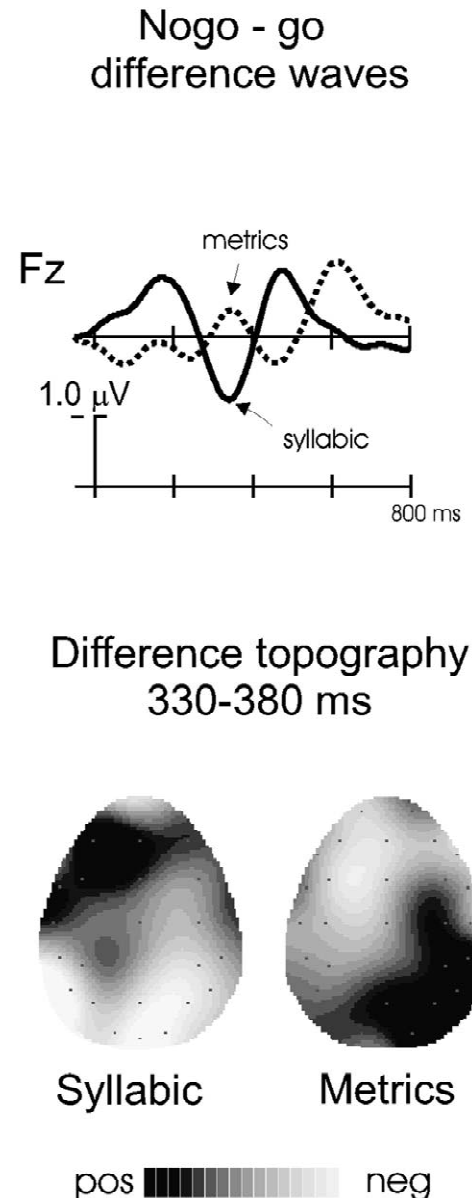 Nogo - go
difference waves
metrics
Fz
1.0 μV
syllabic
800 ms
Difference topography
330-380 ms
Syllabic Metrics
pos neg